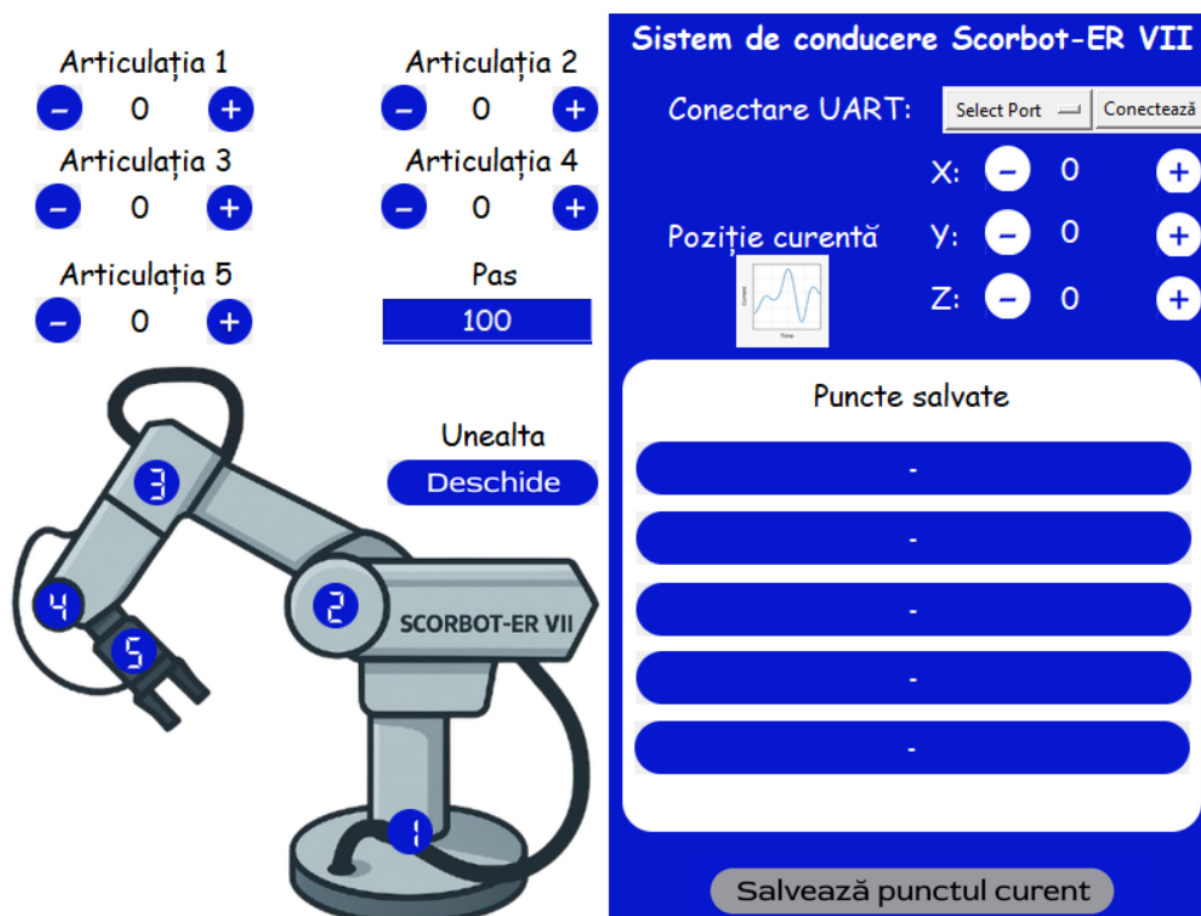 Articulația 1
Articulația 2
- 0 +
- 0 +
Articulația 3
Articulația 4
- 0 +
- 0 +
Articulația 5
Pas
- 0 +
100
Unealta
Deschide
3
4
5
2
SCORBOT-ER VII
1
Sistem de conducere Scorbot-ER VII
Conectare UART:
Select Port
Conectează
X: - 0 +
Poziție curentă
Y: - 0 +
Z: - 0 +
Current
Time
Puncte salvate
-
-
-
-
-
Salvează punctul curent